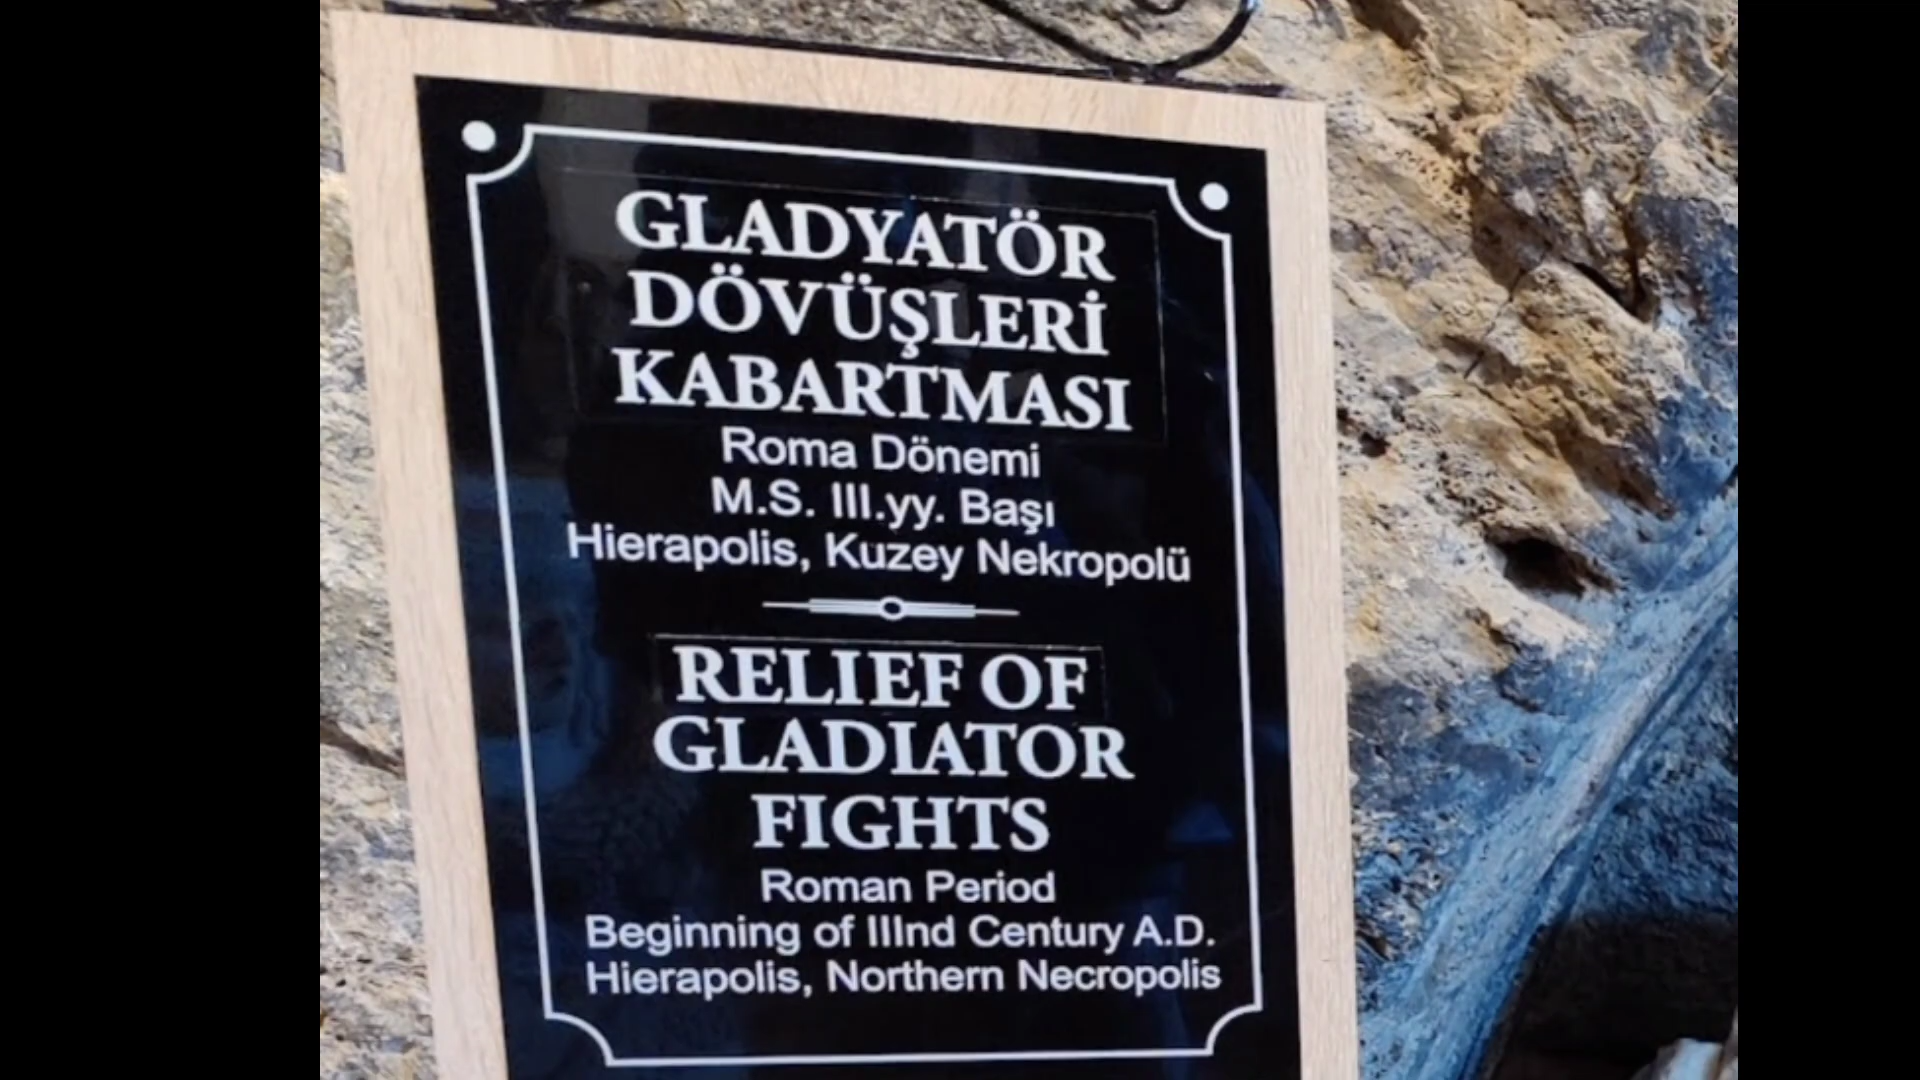 GLADYATÖR
DÖVÜŞLERİ
KABARTMASI
Roma Dönemi
M.S. III.yy. Başı
Hierapolis, Kuzey Nekropolü
RELIEF OF
GLADIATOR
FIGHTS
Roman Period
Beginning of IIInd Century A.D.
Hierapolis, Northern Necropolis